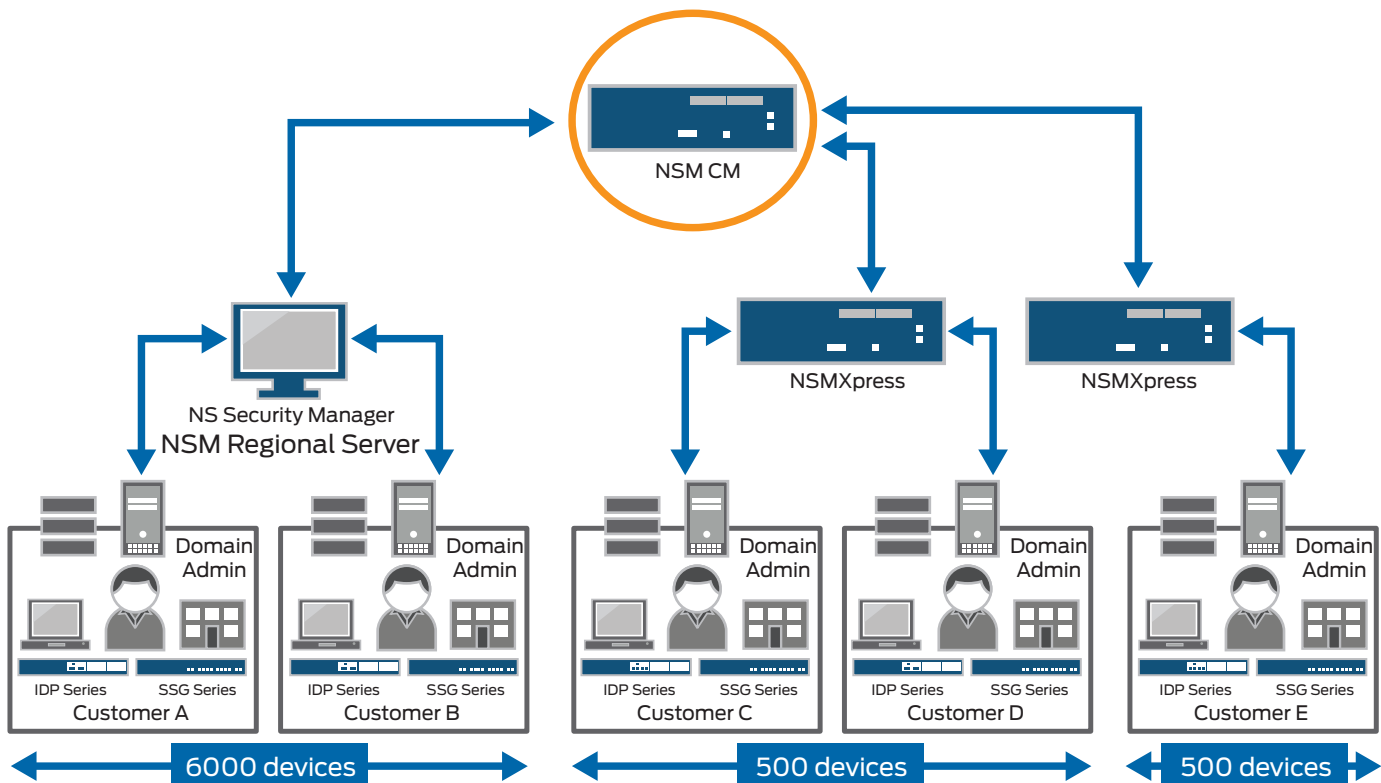 NSM CM
NSMXpress
NSMXpress
NS Security Manager
NSM Regional Server
Domain
Admin
Domain
Admin
Domain
Admin
Domain
Admin
Domain
Admin
IDP Series
SSG Series
IDP Series
SSG Series
IDP Series
SSG Series
IDP Series
SSG Series
IDP Series
SSG Series
Customer A
Customer B
Customer C
Customer D
Customer E
6000 devices
500 devices
500 devices